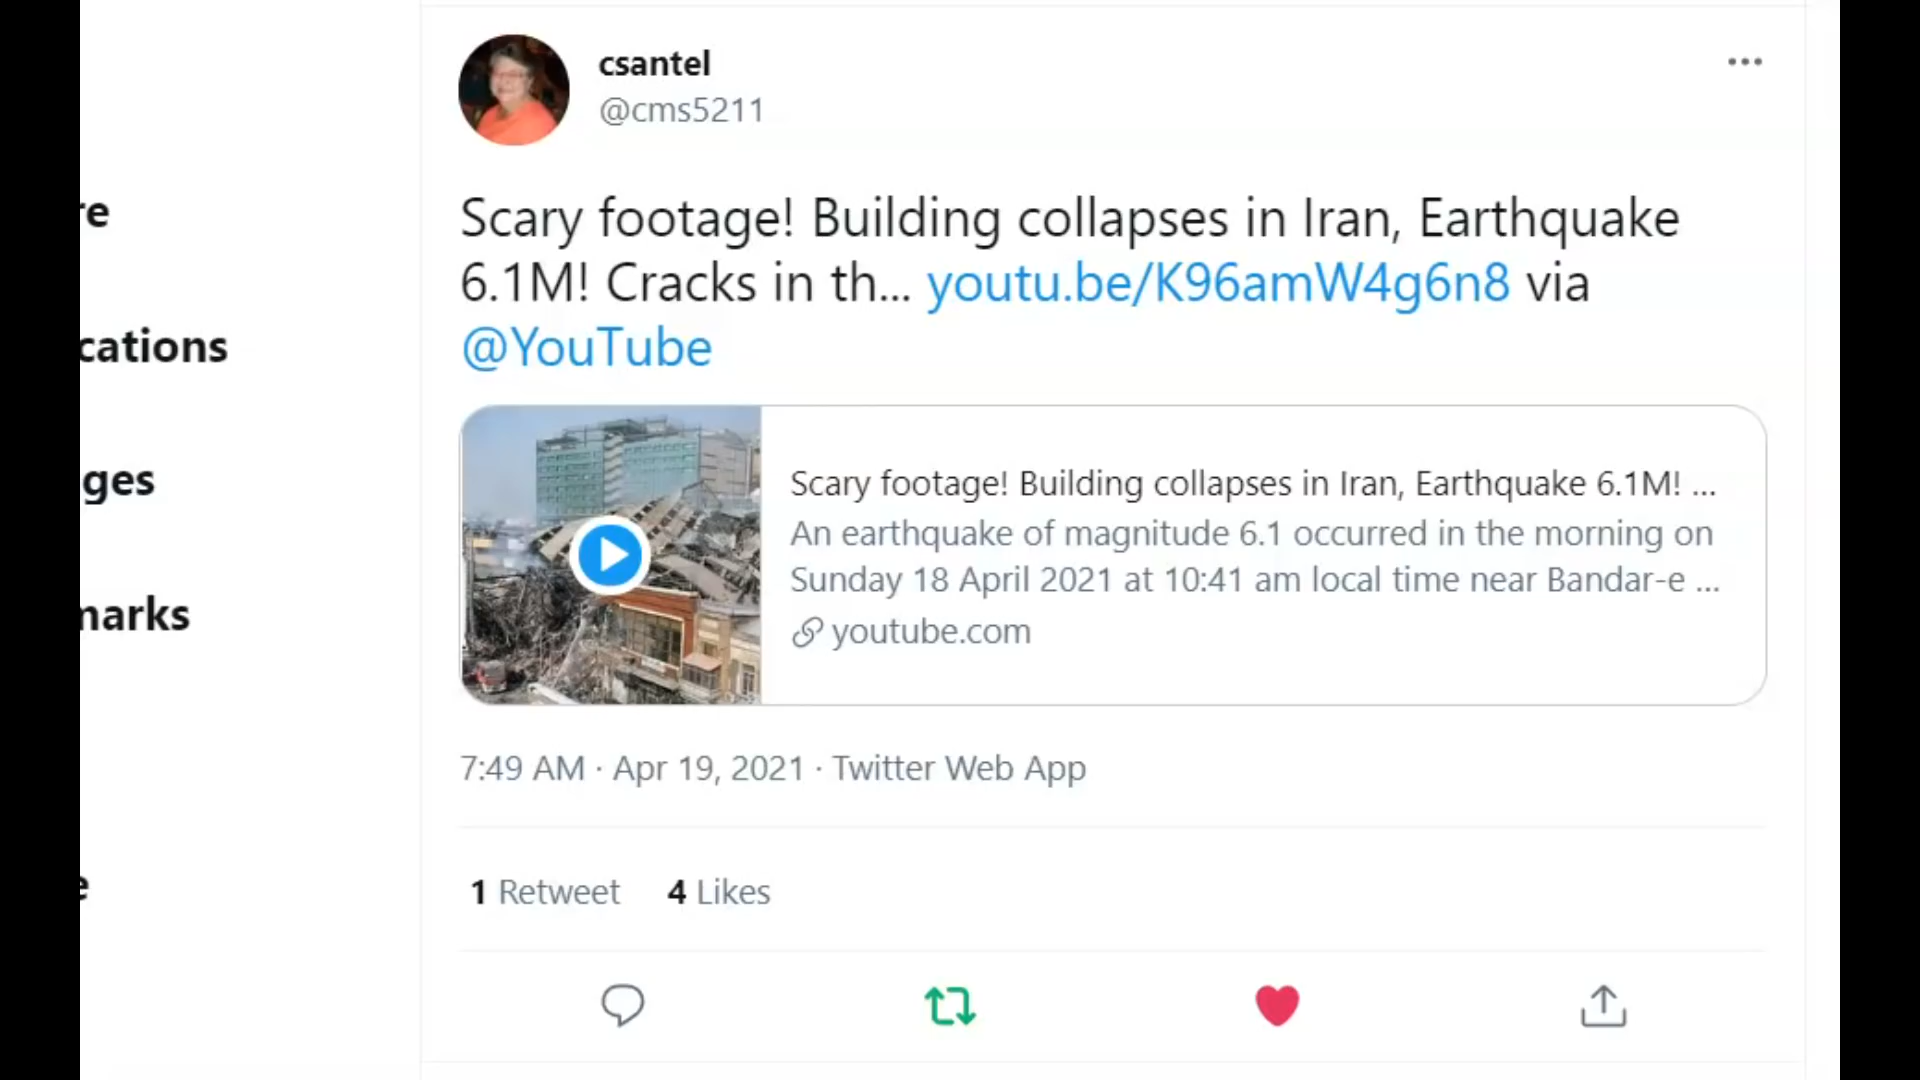 csantel
@cms5211
re
cations
ges
marks
e
Scary footage! Building collapses in Iran, Earthquake
6.1M! Cracks in th... youtu.be/K96amW4g6n8 via
@YouTube
Scary footage! Building collapses in Iran, Earthquake 6.1M! ...
An earthquake of magnitude 6.1 occurred in the morning on
Sunday 18 April 2021 at 10:41 am local time near Bandar-e ...
youtube.com
7:49 AM · Apr 19, 2021 · Twitter Web App
1 Retweet 4 Likes